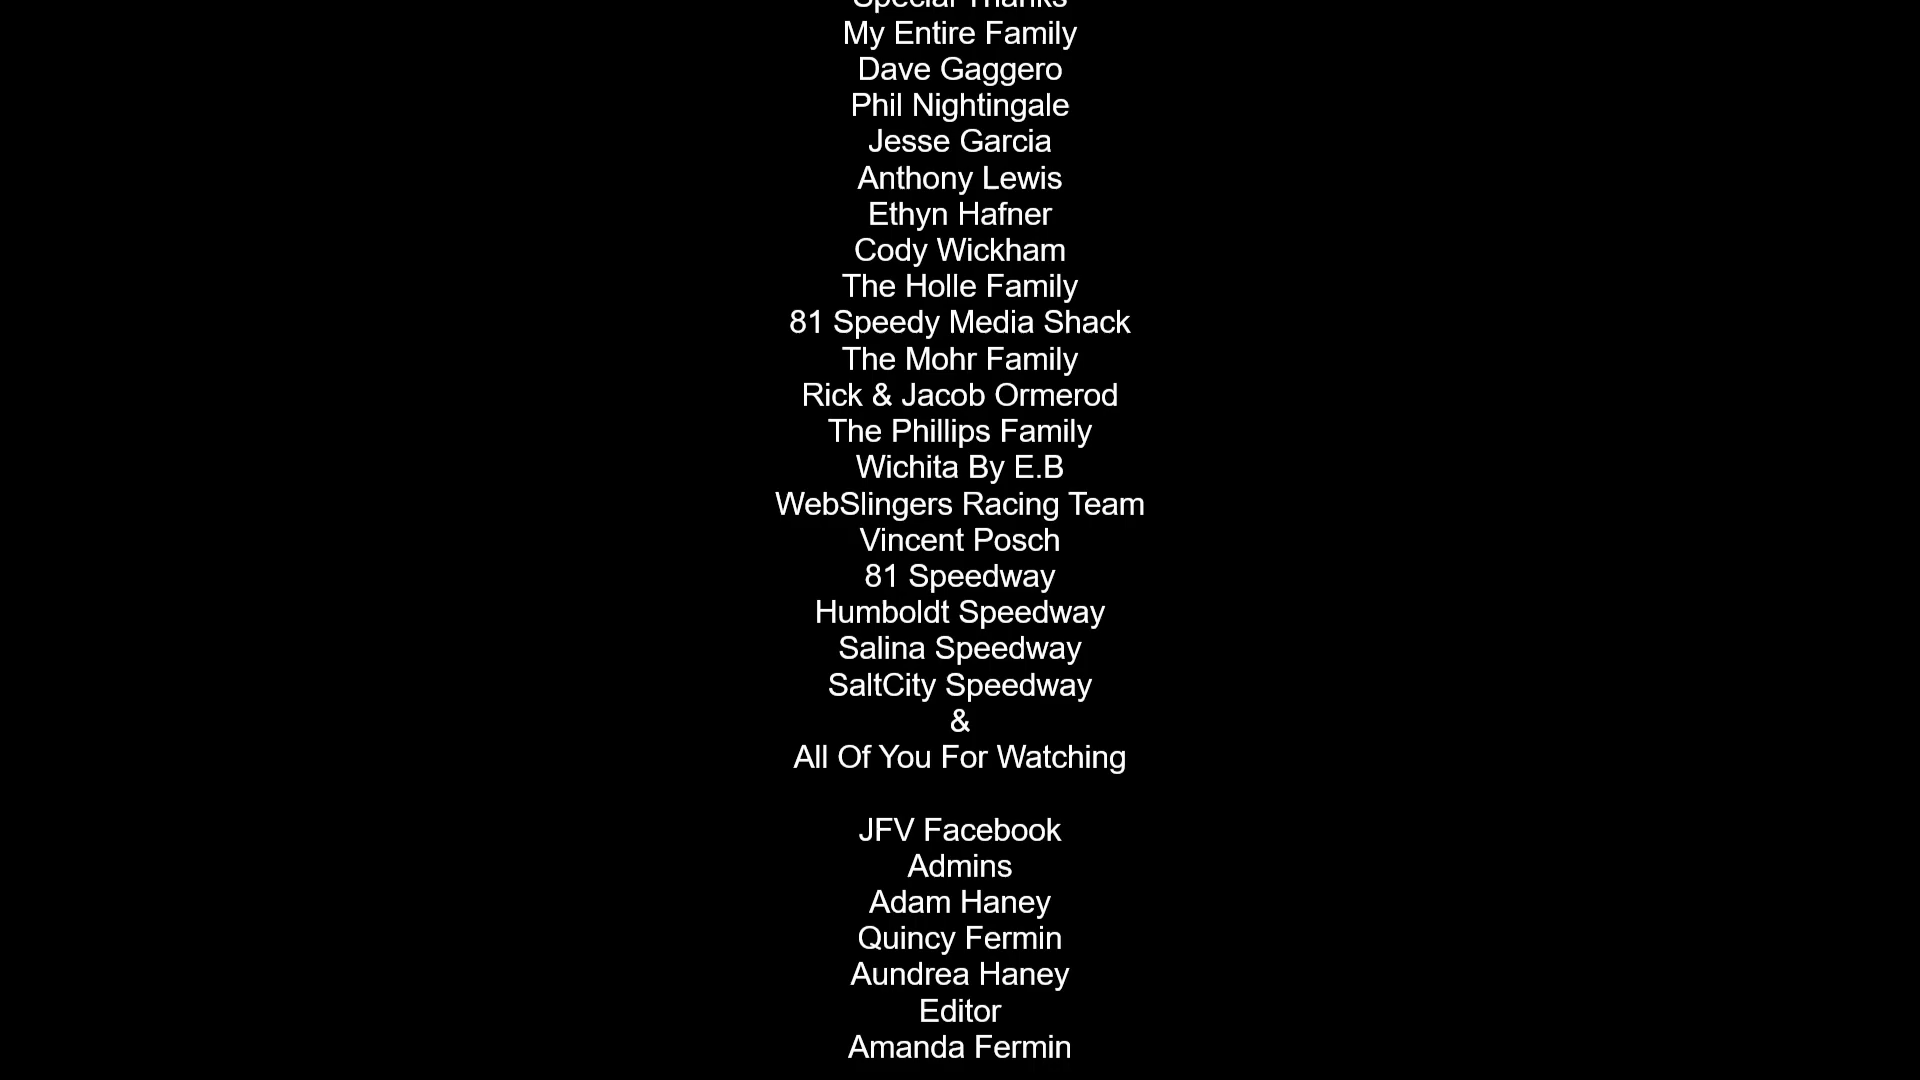 Special Thanks
My Entire Family
Dave Gaggero
Phil Nightingale
Jesse Garcia
Anthony Lewis
Ethyn Hafner
Cody Wickham
The Holle Family
81 Speedy Media Shack
The Mohr Family
Rick & Jacob Ormerod
The Phillips Family
Wichita By E.B
WebSlingers Racing Team
Vincent Posch
81 Speedway
Humboldt Speedway
Salina Speedway
SaltCity Speedway
&
All Of You For Watching
JFV Facebook
Admins
Adam Haney
Quincy Fermin
Aundrea Haney
Editor
Amanda Fermin